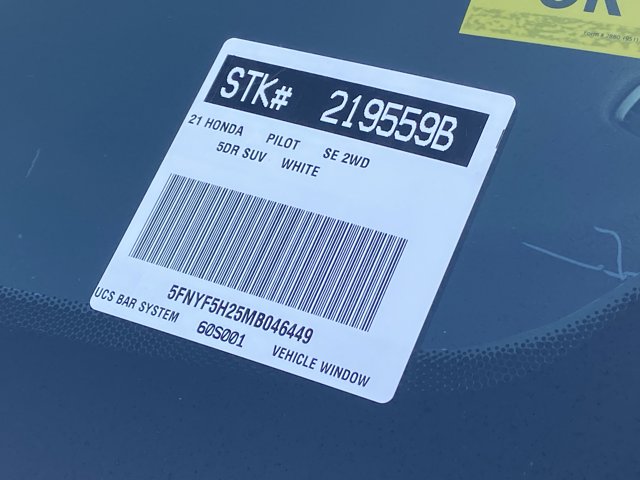 STK# 219559B
21 HONDA PILOT SE 2WD
5DR SUV WHITE
5FNYF5H25MB046449
UCS BAR SYSTEM 60S001 VEHICLE WINDOW